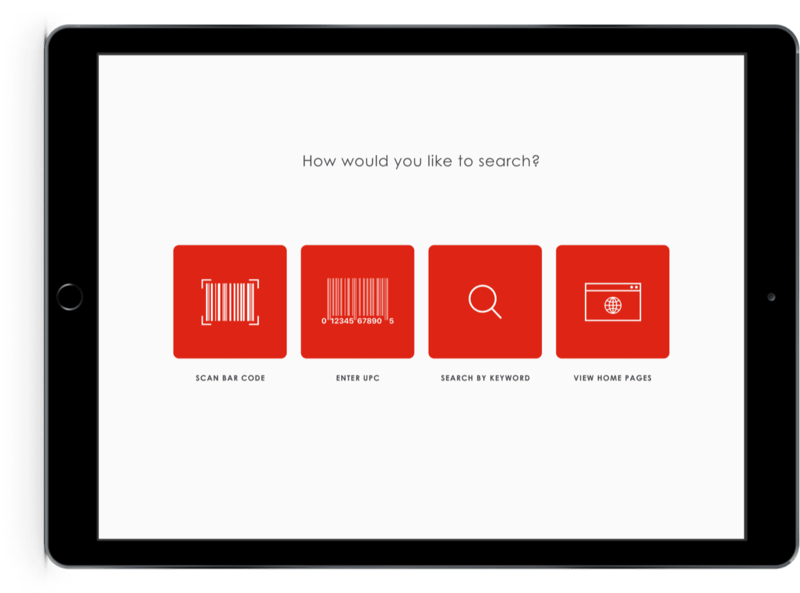 How would you like to search?
0 12345 67890 5
SCAN BAR CODE
ENTER UPC
SEARCH BY KEYWORD
VIEW HOME PAGES